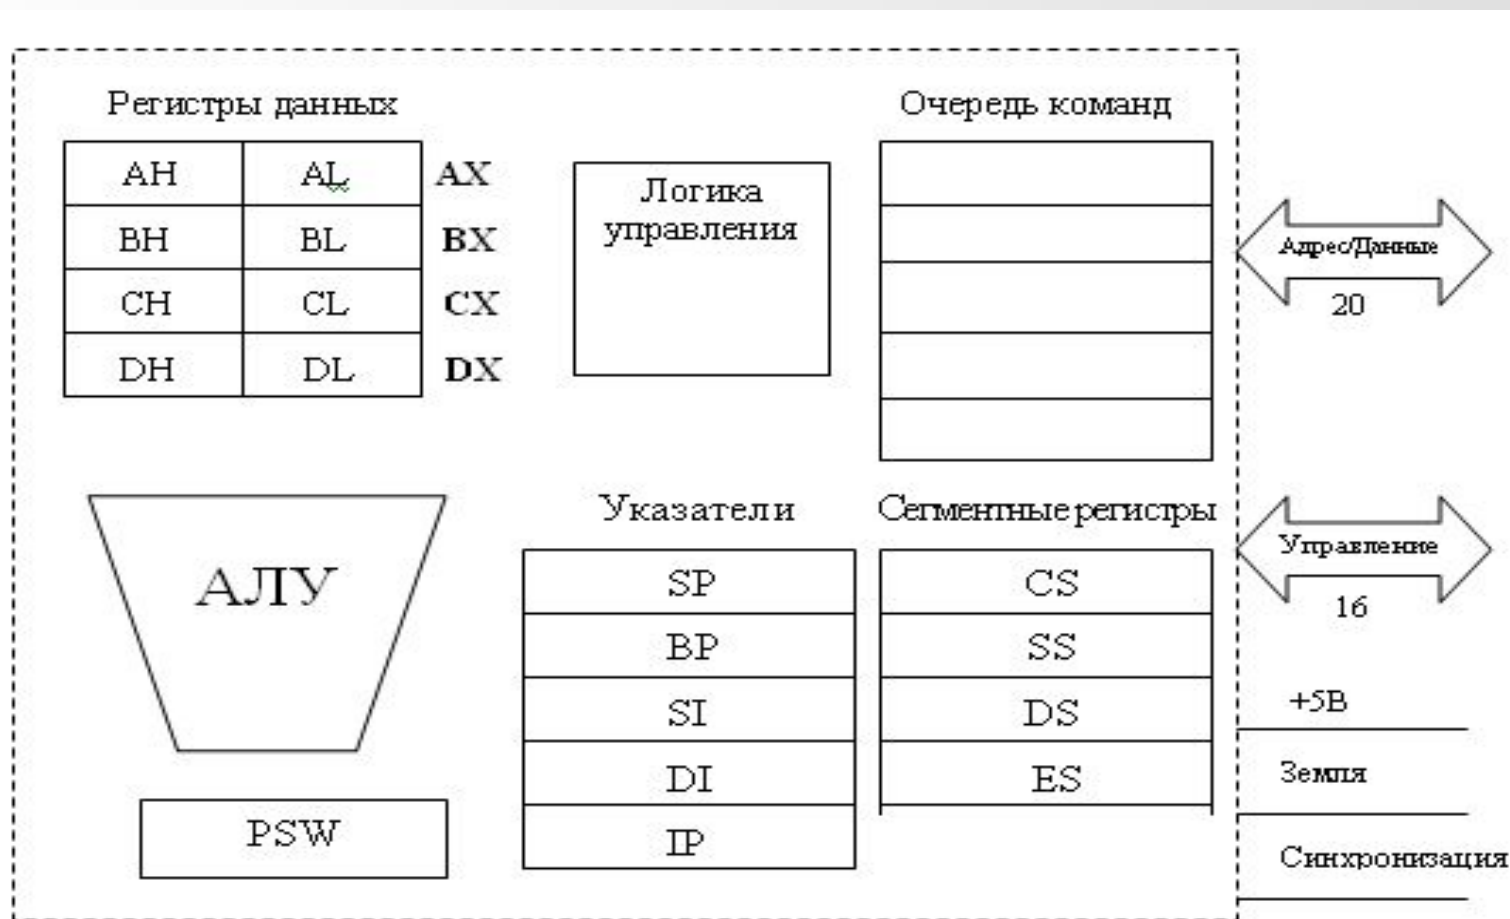 Регистры данных
AH AL AX
BH BL BX
CH CL CX
DH DL DX
Логика
управления
Очередь команд
Адрес/Данные
20
АЛУ
PSW
Указатели
SP
BP
SI
DI
IP
Сегментные регистры
CS
SS
DS
ES
Управление
16
+5В
Земля
Синхронизация